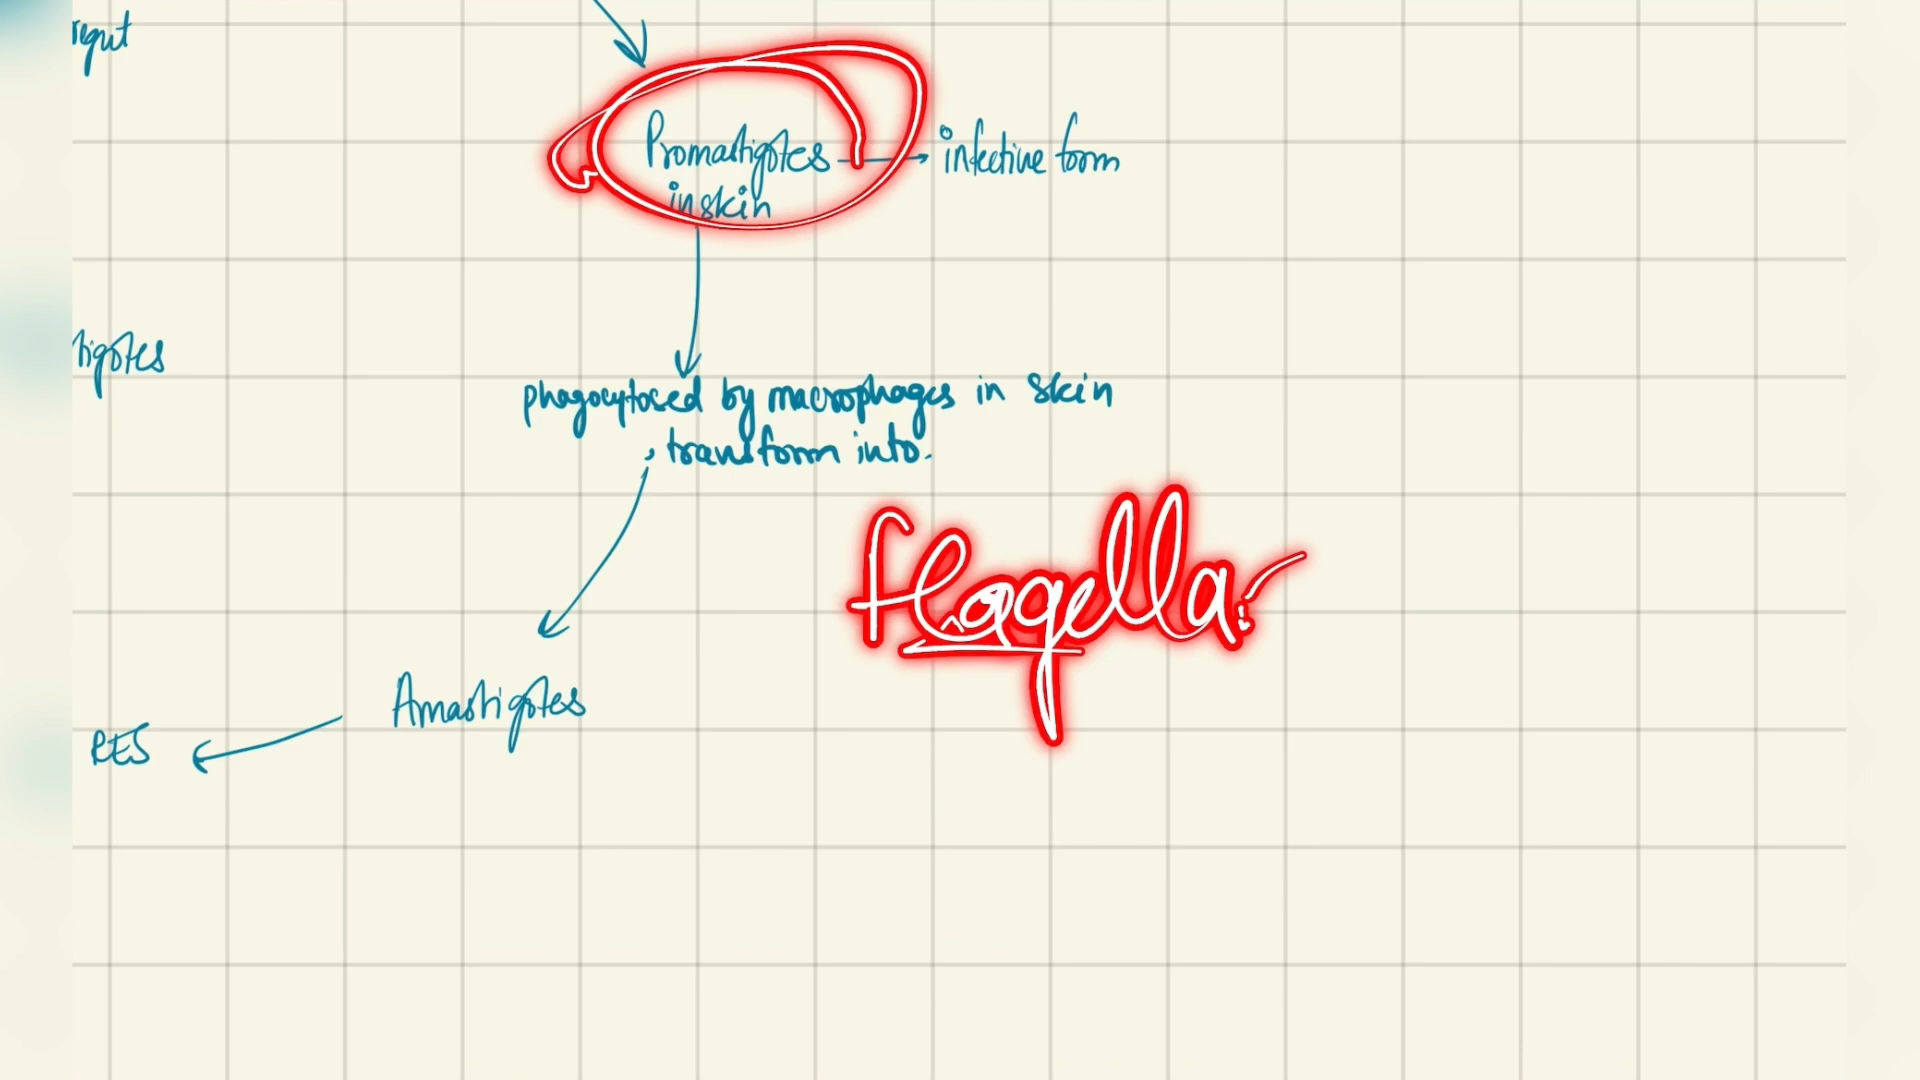 Promastigotes → infective form
in skin
phagocytosed by macrophages in skin
, transform into.
flagella.
Amastigotes
RES